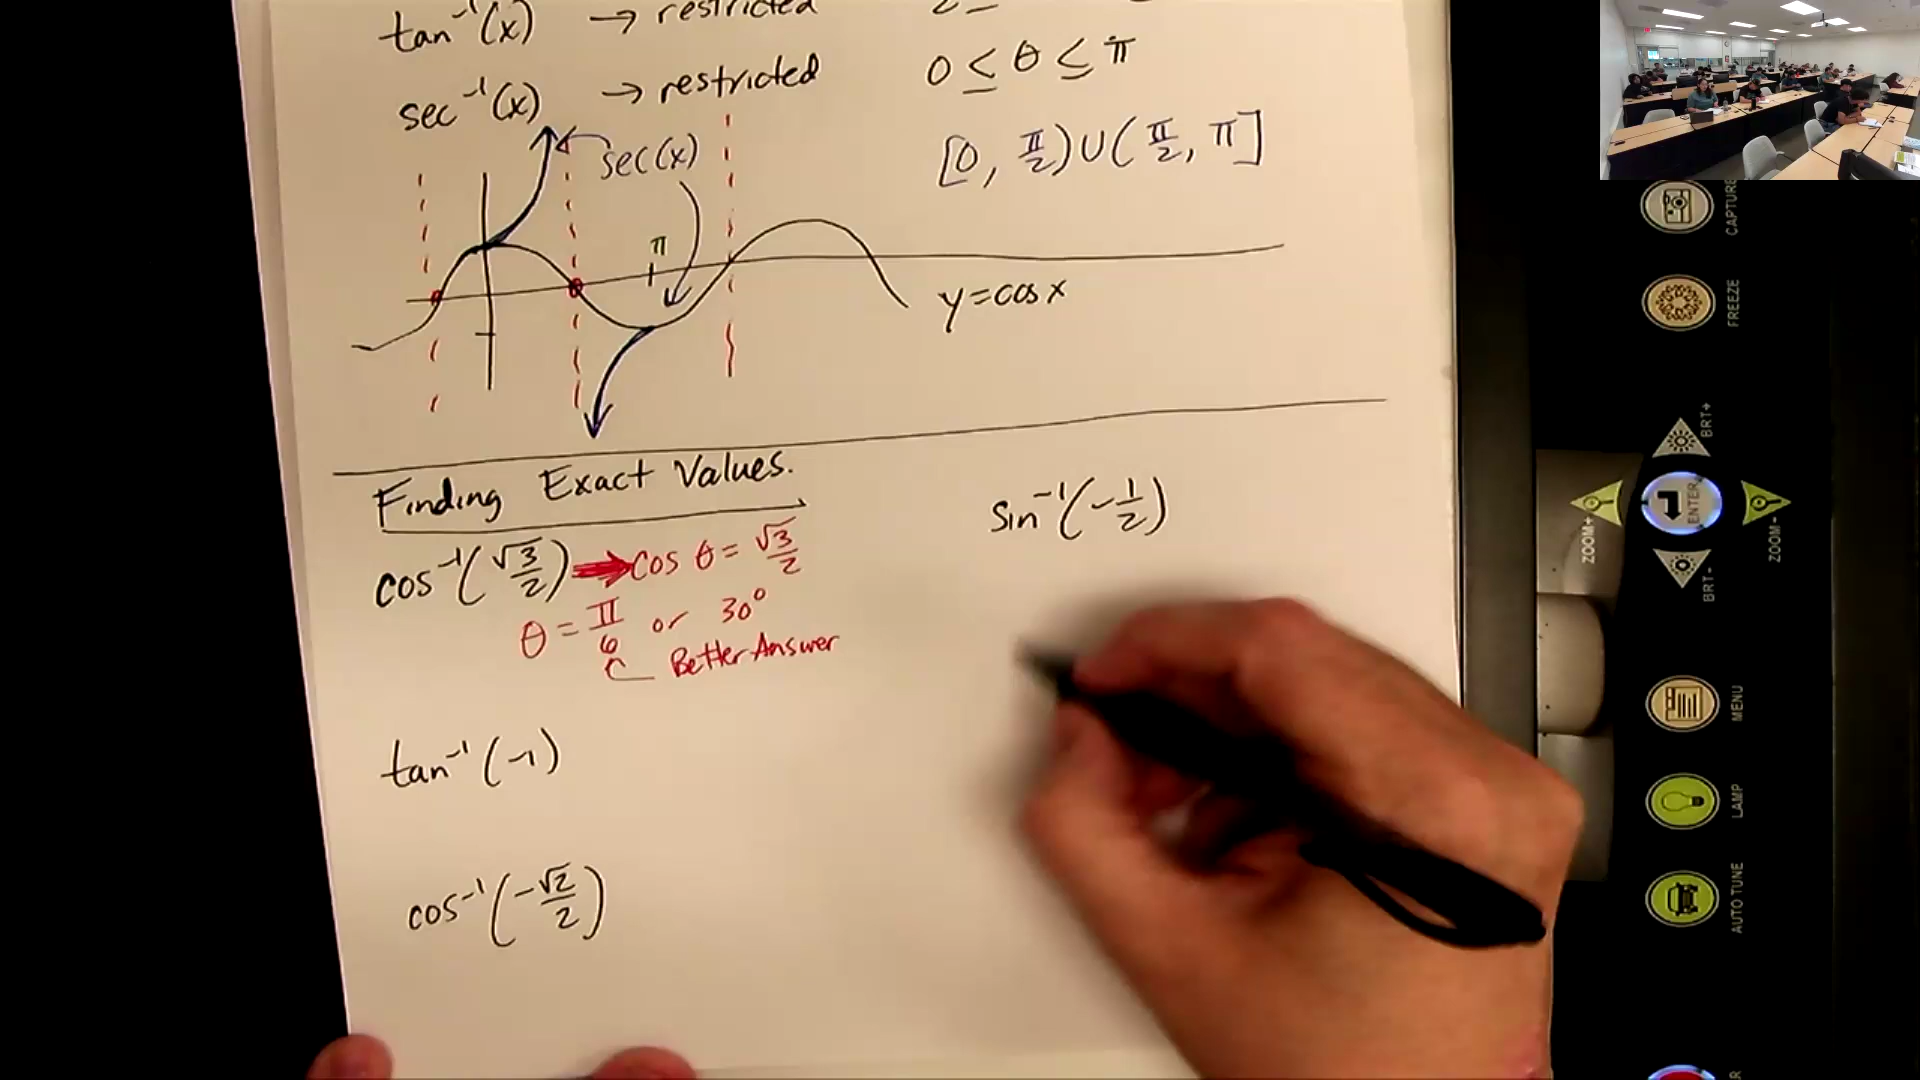 tan⁻¹(x) → restricted
sec⁻¹(x) → restricted
0 ≤ θ ≤ π
[0, π/2) ∪ (π/2, π]
sec(x)
π
y = cos x
Finding Exact Values.
cos⁻¹(√3/2) ⇒ cos θ = √3/2
θ = π/6 or 30°
Better Answer
sin⁻¹(-1/2)
tan⁻¹(-1)
cos⁻¹(-√2/2)
CAPTURE
FREEZE
BRT+
ZOOM+
ENTER
ZOOM-
BRT-
MENU
LAMP
AUTO TUNE